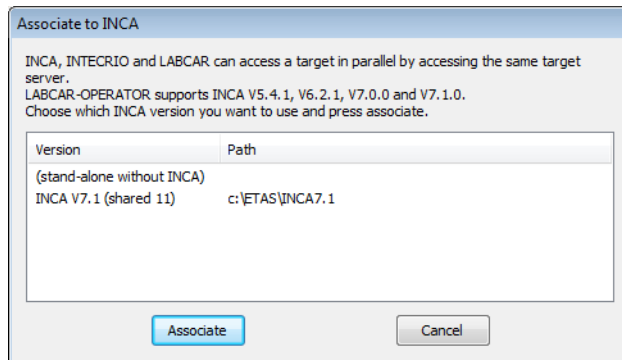 Associate to INCA
INCA, INTECRIO and LABCAR can access a target in parallel by accessing the same target
server.
LABCAR-OPERATOR supports INCA V5.4.1, V6.2.1, V7.0.0 and V7.1.0.
Choose which INCA version you want to use and press associate.
Version Path
(stand-alone without INCA)
INCA V7.1 (shared 11) c:\ETAS\INCA7.1
Associate Cancel